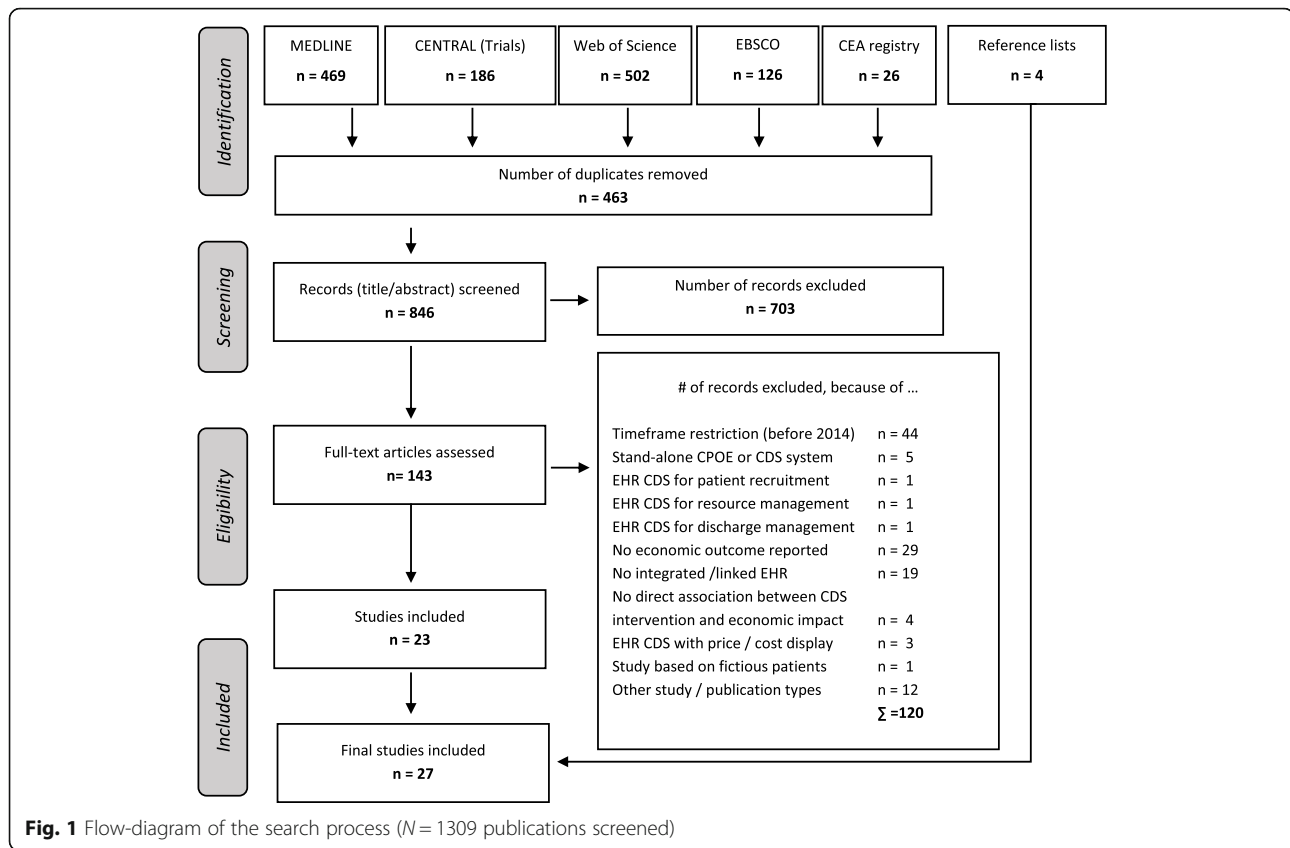 Identification
MEDLINE
n = 469
CENTRAL (Trials)
n = 186
Web of Science
n = 502
EBSCO
n = 126
CEA registry
n = 26
Reference lists
n = 4
Number of duplicates removed
n = 463
Screening
Records (title/abstract) screened
n = 846
Number of records excluded
n = 703
Eligibility
Full-text articles assessed
n= 143
# of records excluded, because of ...
Timeframe restriction (before 2014) n = 44
Stand-alone CPOE or CDS system n = 5
EHR CDS for patient recruitment n = 1
EHR CDS for resource management n = 1
EHR CDS for discharge management n = 1
No economic outcome reported n = 29
No integrated /linked EHR n = 19
No direct association between CDS
intervention and economic impact n = 4
EHR CDS with price / cost display n = 3
Study based on fictious patients n = 1
Other study / publication types n = 12
∑ =120
Studies included
n = 23
Included
Final studies included
n = 27
Fig. 1 Flow-diagram of the search process (N = 1309 publications screened)